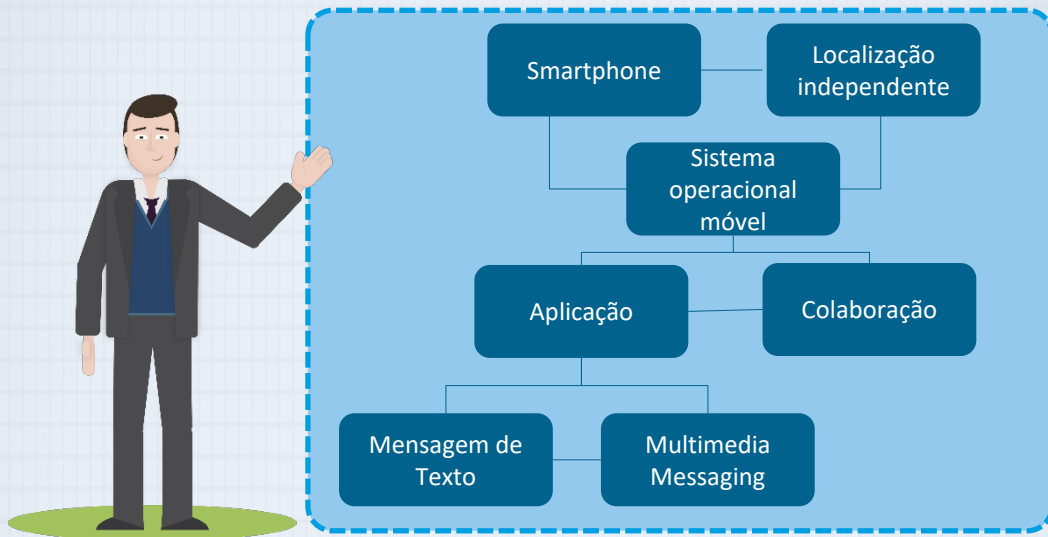 Smartphone
Localização
independente
Sistema
operacional
móvel
Aplicação
Colaboração
Mensagem de
Texto
Multimedia
Messaging